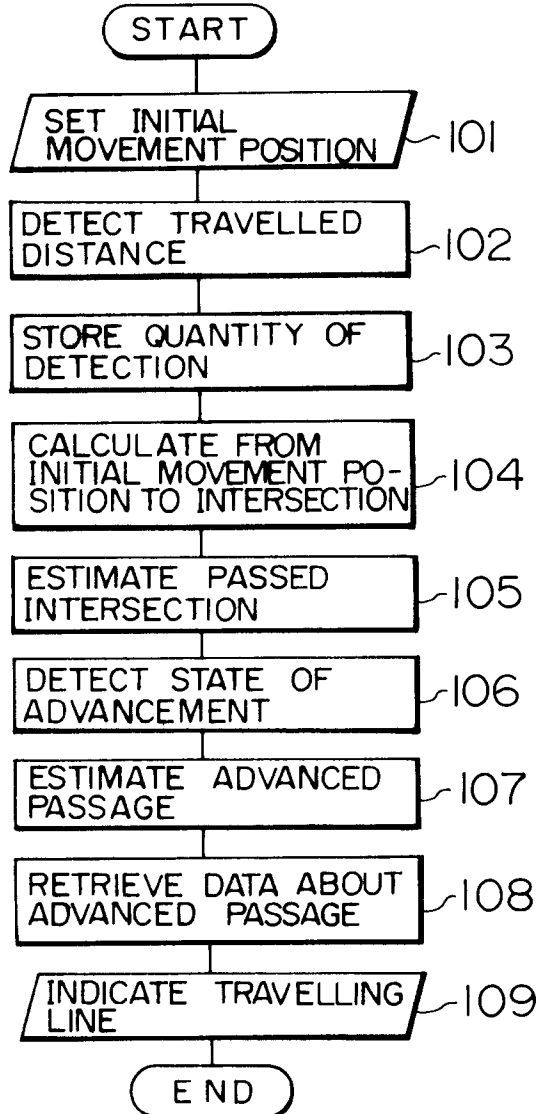 START
SET INITIAL
MOVEMENT POSITION
101
DETECT TRAVELLED
DISTANCE
102
STORE QUANTITY OF
DETECTION
103
CALCULATE FROM
INITIAL MOVEMENT PO-
SITION TO INTERSECTION
104
ESTIMATE PASSED
INTERSECTION
105
DETECT STATE OF
ADVANCEMENT
106
ESTIMATE ADVANCED
PASSAGE
107
RETRIEVE DATA ABOUT
ADVANCED PASSAGE
108
INDICATE TRAVELLING
LINE
109
END